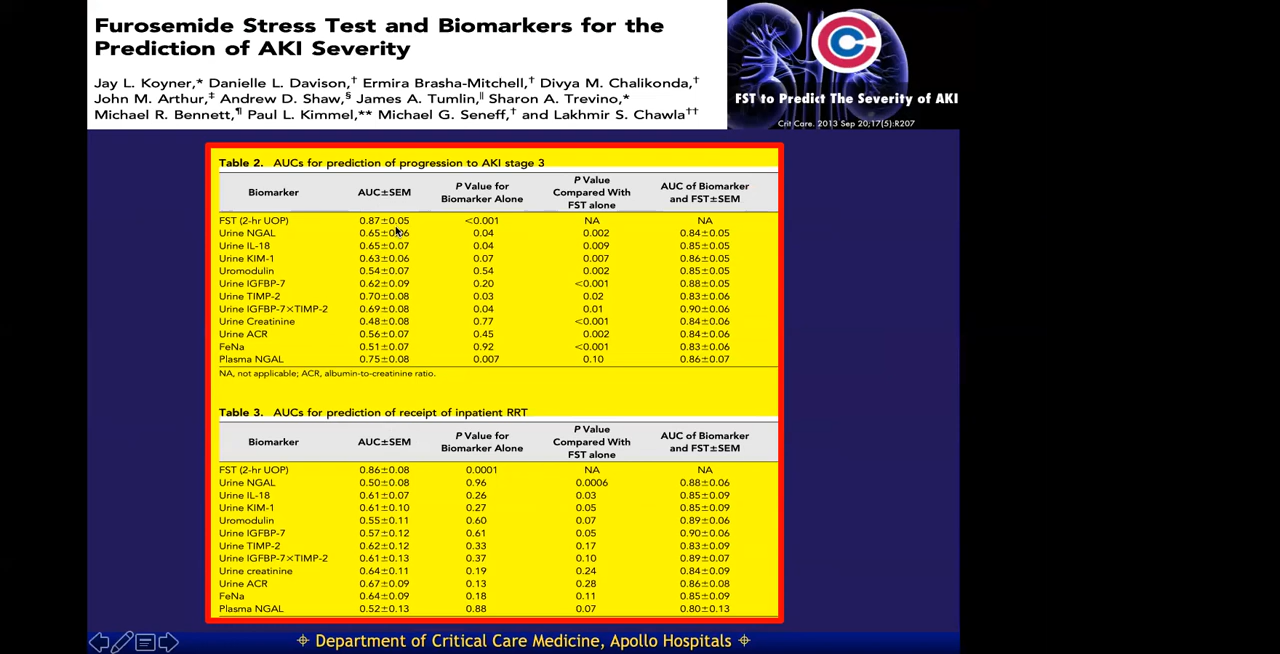 Furosemide Stress Test and Biomarkers for the
Prediction of AKI Severity
Jay L. Koyner,* Danielle L. Davison,† Ermira Brasha-Mitchell,† Divya M. Chalikonda,†
John M. Arthur,‡ Andrew D. Shaw,§ James A. Tumlin,‖ Sharon A. Trevino,*
Michael R. Bennett,¶ Paul L. Kimmel,** Michael G. Seneff,† and Lakhmir S. Chawla††
FST to Predict The Severity of AKI
Crit Care. 2013 Sep 20;17(5):R207
Table 2. AUCs for prediction of progression to AKI stage 3
Biomarker AUC±SEM P Value for Biomarker Alone P Value Compared With FST alone AUC of Biomarker and FST±SEM
FST (2-hr UOP) 0.87±0.05 <0.001 NA NA
Urine NGAL 0.65±0.06 0.04 0.002 0.84±0.05
Urine IL-18 0.65±0.07 0.04 0.009 0.85±0.05
Urine KIM-1 0.63±0.06 0.07 0.007 0.86±0.05
Uromodulin 0.54±0.07 0.54 0.002 0.85±0.05
Urine IGFBP-7 0.62±0.09 0.20 <0.001 0.88±0.05
Urine TIMP-2 0.70±0.08 0.03 0.02 0.83±0.06
Urine IGFBP-7×TIMP-2 0.69±0.08 0.04 0.01 0.90±0.06
Urine Creatinine 0.48±0.08 0.77 <0.001 0.84±0.06
Urine ACR 0.56±0.07 0.45 0.002 0.84±0.06
FeNa 0.51±0.07 0.92 <0.001 0.83±0.06
Plasma NGAL 0.75±0.08 0.007 0.10 0.86±0.07
NA, not applicable; ACR, albumin-to-creatinine ratio.
Table 3. AUCs for prediction of receipt of inpatient RRT
Biomarker AUC±SEM P Value for Biomarker Alone P Value Compared With FST alone AUC of Biomarker and FST±SEM
FST (2-hr UOP) 0.86±0.08 0.0001 NA NA
Urine NGAL 0.50±0.08 0.96 0.0006 0.88±0.06
Urine IL-18 0.61±0.07 0.26 0.03 0.85±0.09
Urine KIM-1 0.61±0.10 0.27 0.05 0.85±0.09
Uromodulin 0.55±0.11 0.60 0.07 0.89±0.06
Urine IGFBP-7 0.57±0.12 0.61 0.05 0.90±0.06
Urine TIMP-2 0.62±0.12 0.33 0.17 0.83±0.09
Urine IGFBP-7×TIMP-2 0.61±0.13 0.37 0.10 0.89±0.07
Urine creatinine 0.64±0.11 0.19 0.24 0.84±0.09
Urine ACR 0.67±0.09 0.13 0.28 0.86±0.08
FeNa 0.64±0.09 0.18 0.11 0.85±0.09
Plasma NGAL 0.52±0.13 0.88 0.07 0.80±0.13
Department of Critical Care Medicine, Apollo Hospitals